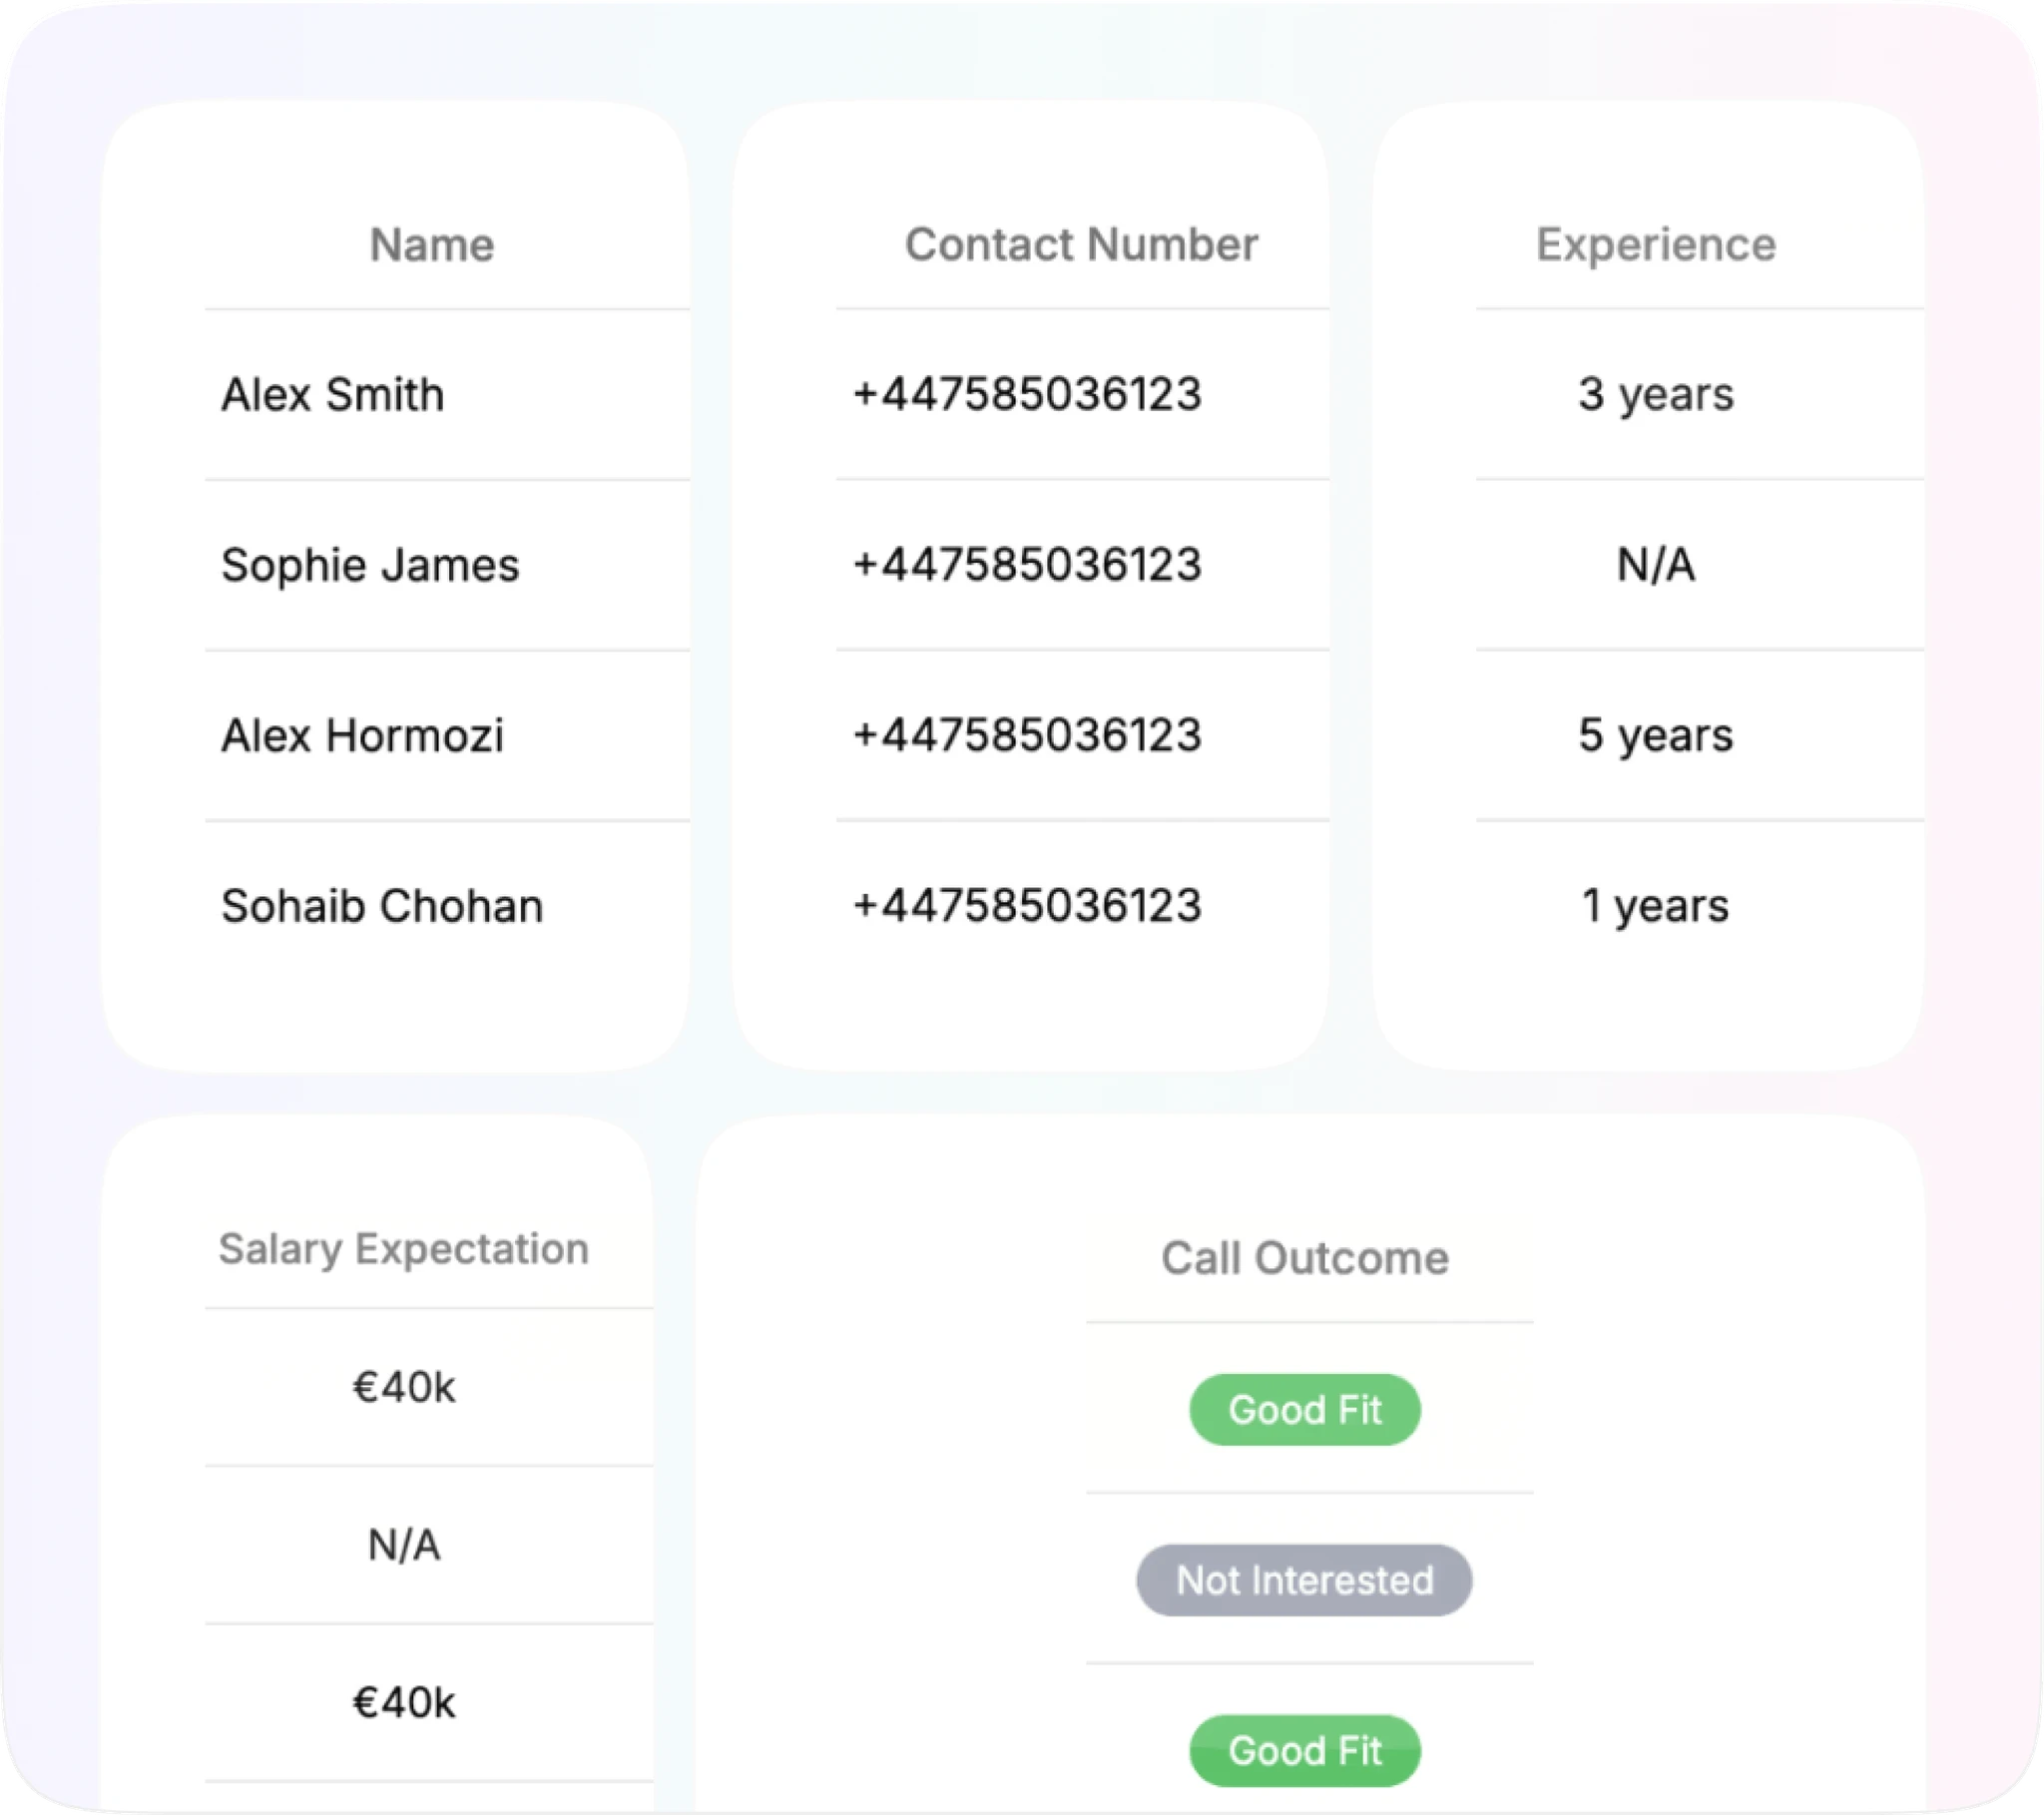 Name
Alex Smith
Sophie James
Alex Hormozi
Sohaib Chohan
Contact Number
+447585036123
+447585036123
+447585036123
+447585036123
Experience
3 years
N/A
5 years
1 years
Salary Expectation
€40k
N/A
€40k
Call Outcome
Good Fit
Not Interested
Good Fit